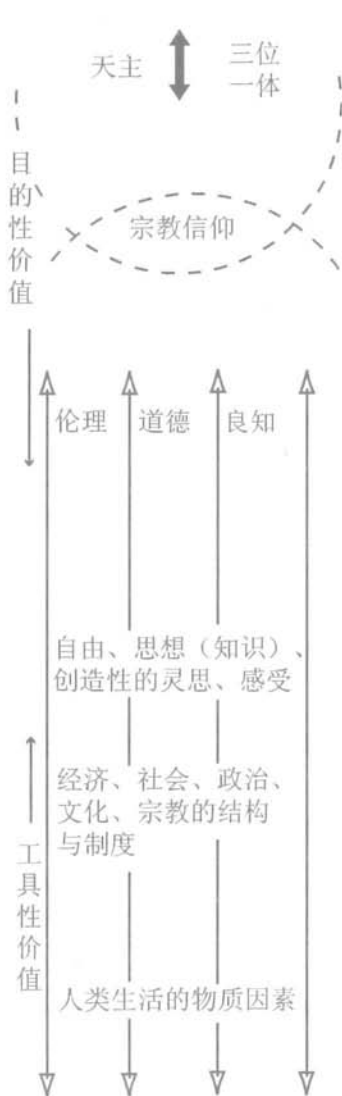 天主
三位
一体
目的性价值
宗教信仰
伦理
道德
良知
自由、思想（知识）、
创造性的灵思、感受
经济、社会、政治、
文化、宗教的结构
与制度
工具性价值
人类生活的物质因素